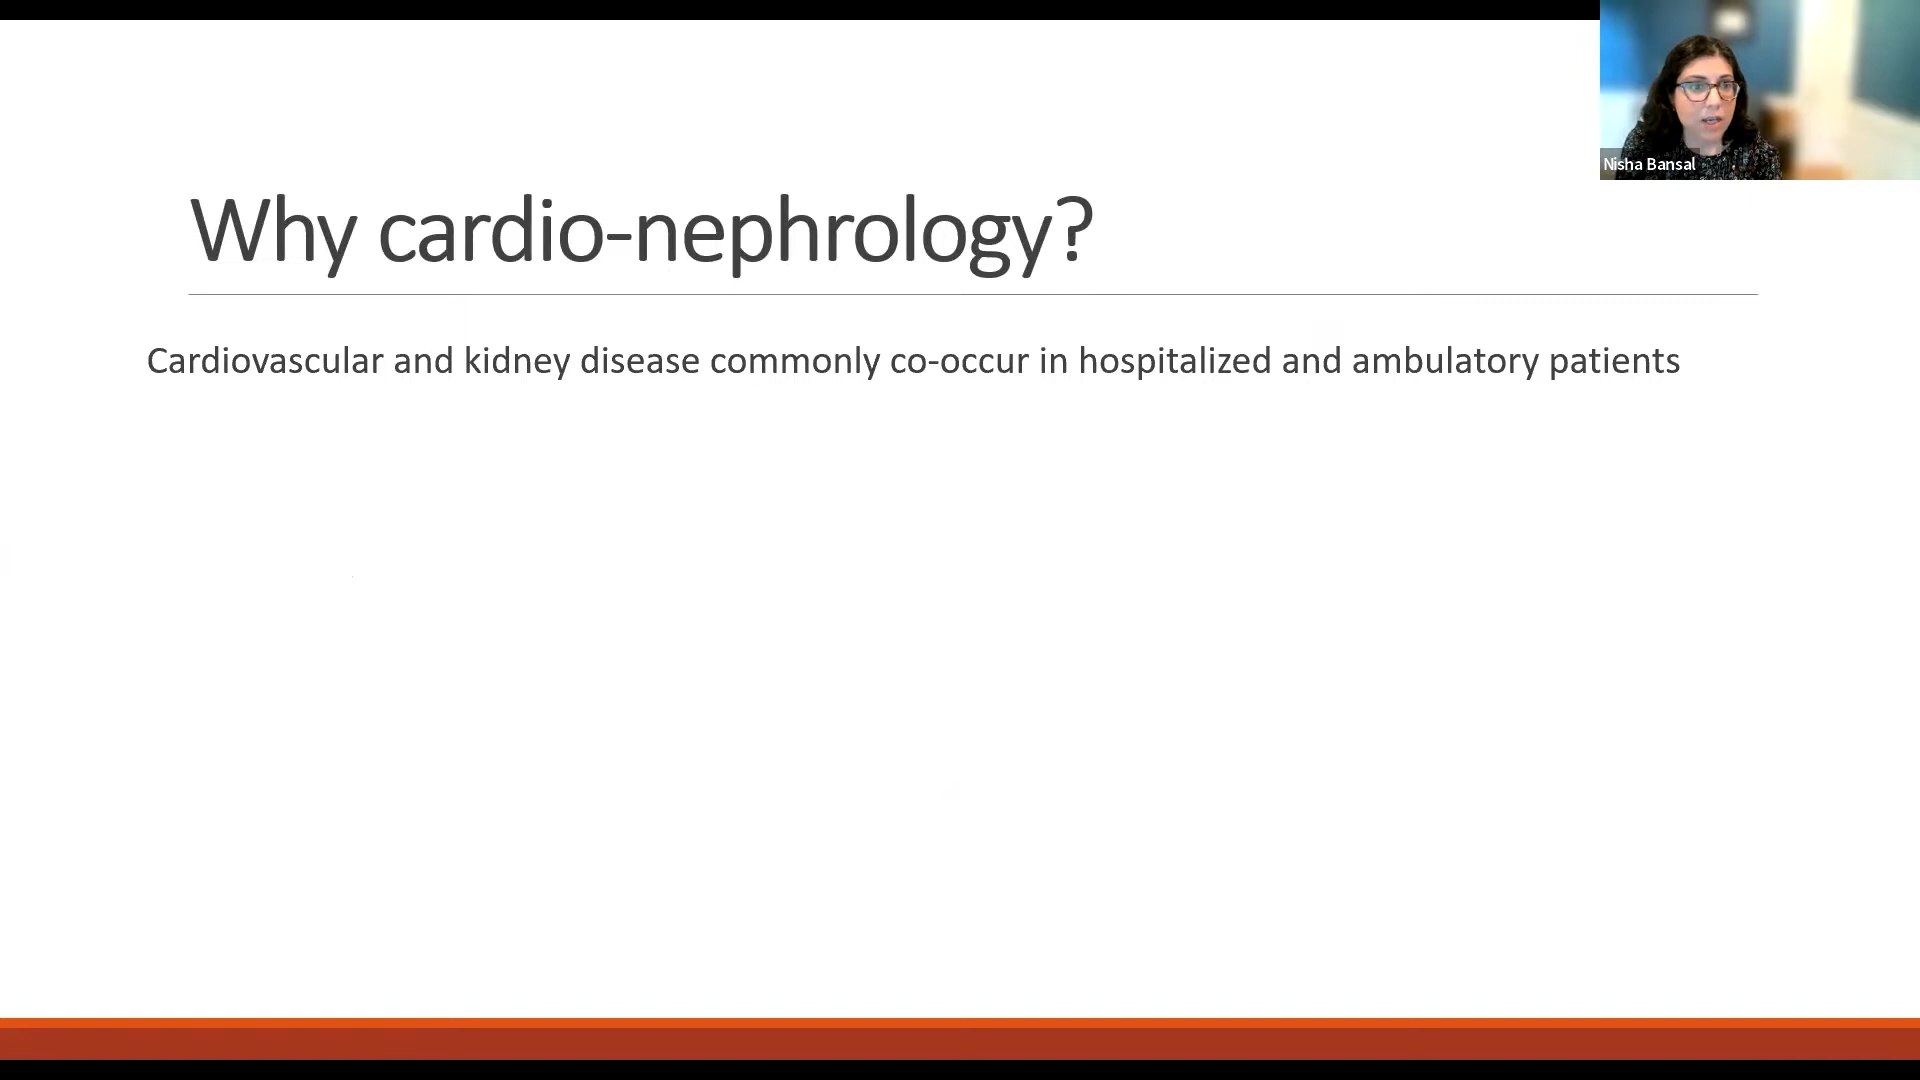 Nisha Bansal
Why cardio-nephrology?
Cardiovascular and kidney disease commonly co-occur in hospitalized and ambulatory patients